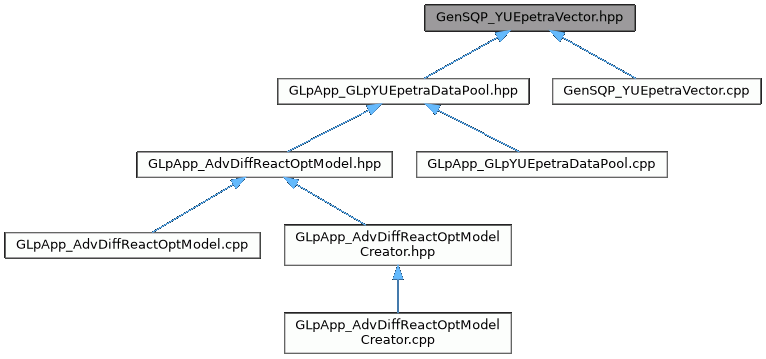 GenSQP_YUEpetraVector.hpp
GLpApp_GLpYUEpetraDataPool.hpp
GenSQP_YUEpetraVector.cpp
GLpApp_AdvDiffReactOptModel.hpp
GLpApp_GLpYUEpetraDataPool.cpp
GLpApp_AdvDiffReactOptModel.cpp
GLpApp_AdvDiffReactOptModel
Creator.hpp
GLpApp_AdvDiffReactOptModel
Creator.cpp